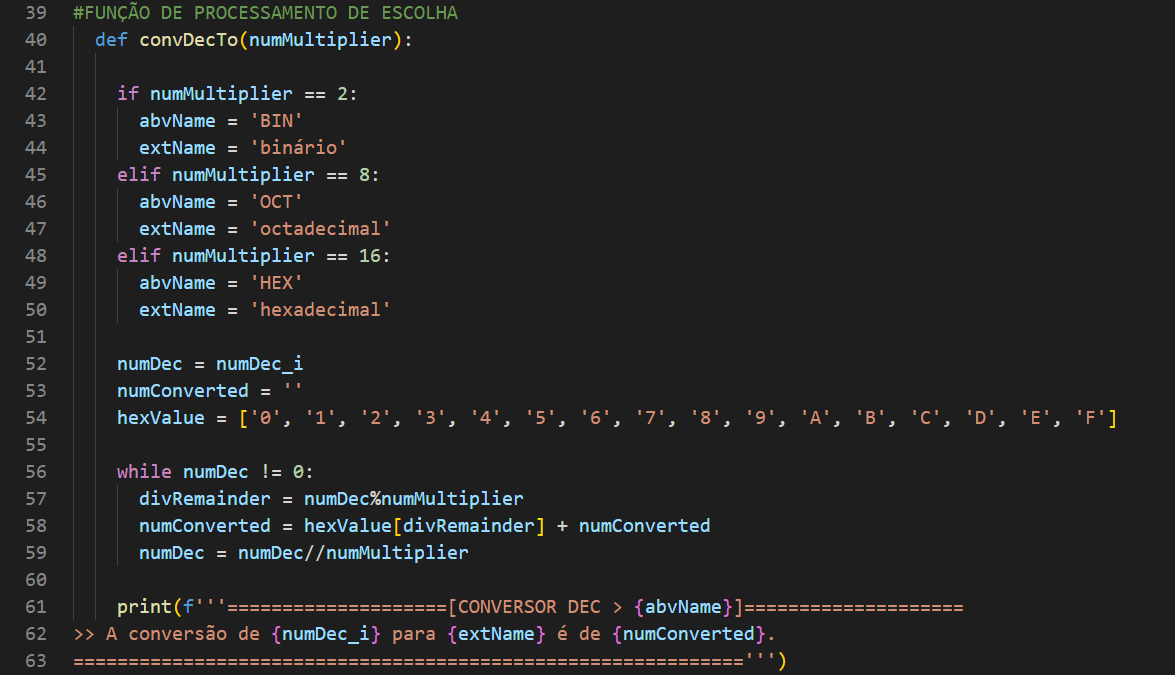 39 #FUNÇÃO DE PROCESSAMENTO DE ESCOLHA
40   def convDecTo(numMultiplier):
41
42     if numMultiplier == 2:
43       abvName = 'BIN'
44       extName = 'binário'
45     elif numMultiplier == 8:
46       abvName = 'OCT'
47       extName = 'octadecimal'
48     elif numMultiplier == 16:
49       abvName = 'HEX'
50       extName = 'hexadecimal'
51
52     numDec = numDec_i
53     numConverted = ''
54     hexValue = ['0', '1', '2', '3', '4', '5', '6', '7', '8', '9', 'A', 'B', 'C', 'D', 'E', 'F']
55
56     while numDec != 0:
57       divRemainder = numDec%numMultiplier
58       numConverted = hexValue[divRemainder] + numConverted
59       numDec = numDec//numMultiplier
60
61     print(f'''====================[CONVERSOR DEC > {abvName}]====================
62 >> A conversão de {numDec_i} para {extName} é de {numConverted}.
63 =============================================================''')